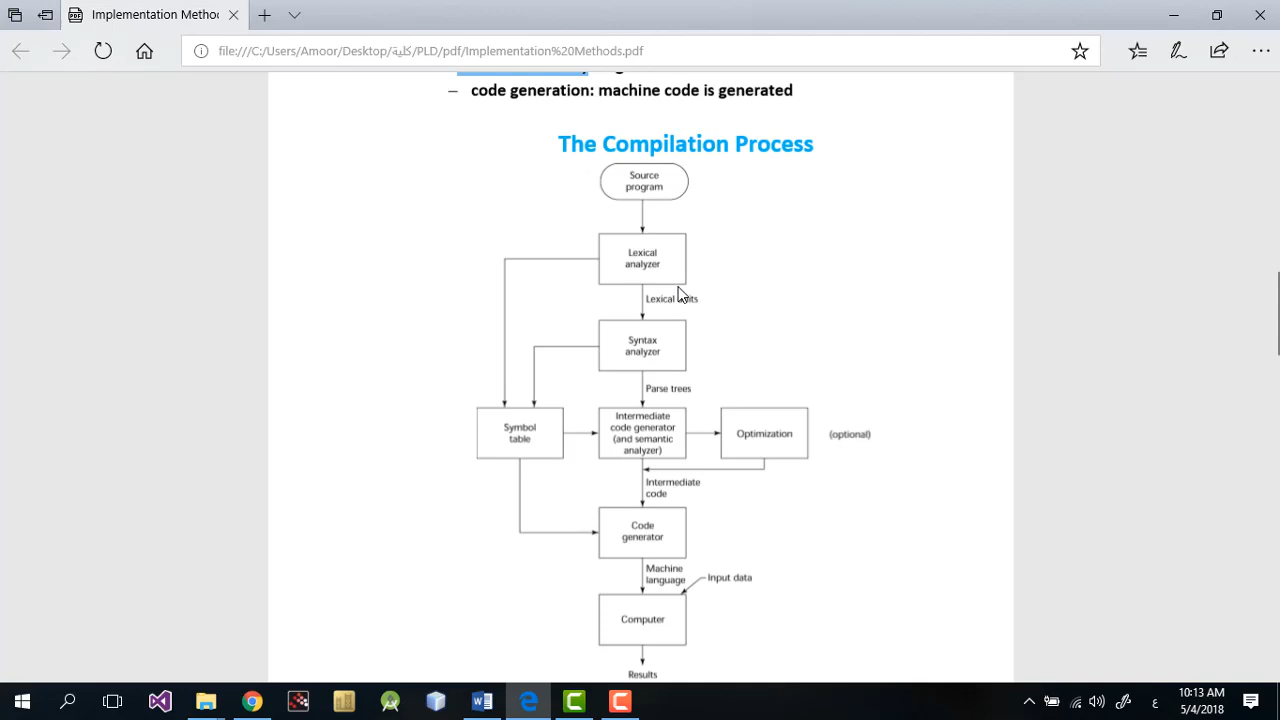 Implementation Methods.pdf
file:///C:/Users/Amoor/Desktop/كلية/PLD/pdf/Implementation%20Methods.pdf
– code generation: machine code is generated
The Compilation Process
Source
program
Lexical
analyzer
Lexical
Syntax
analyzer
Parse trees
Symbol
table
Intermediate
code generator
(and semantic
analyzer)
Optimization
(optional)
Intermediate
code
Code
generator
Machine
language
Input data
Computer
Results
ع
10:13 AM
5/4/2018